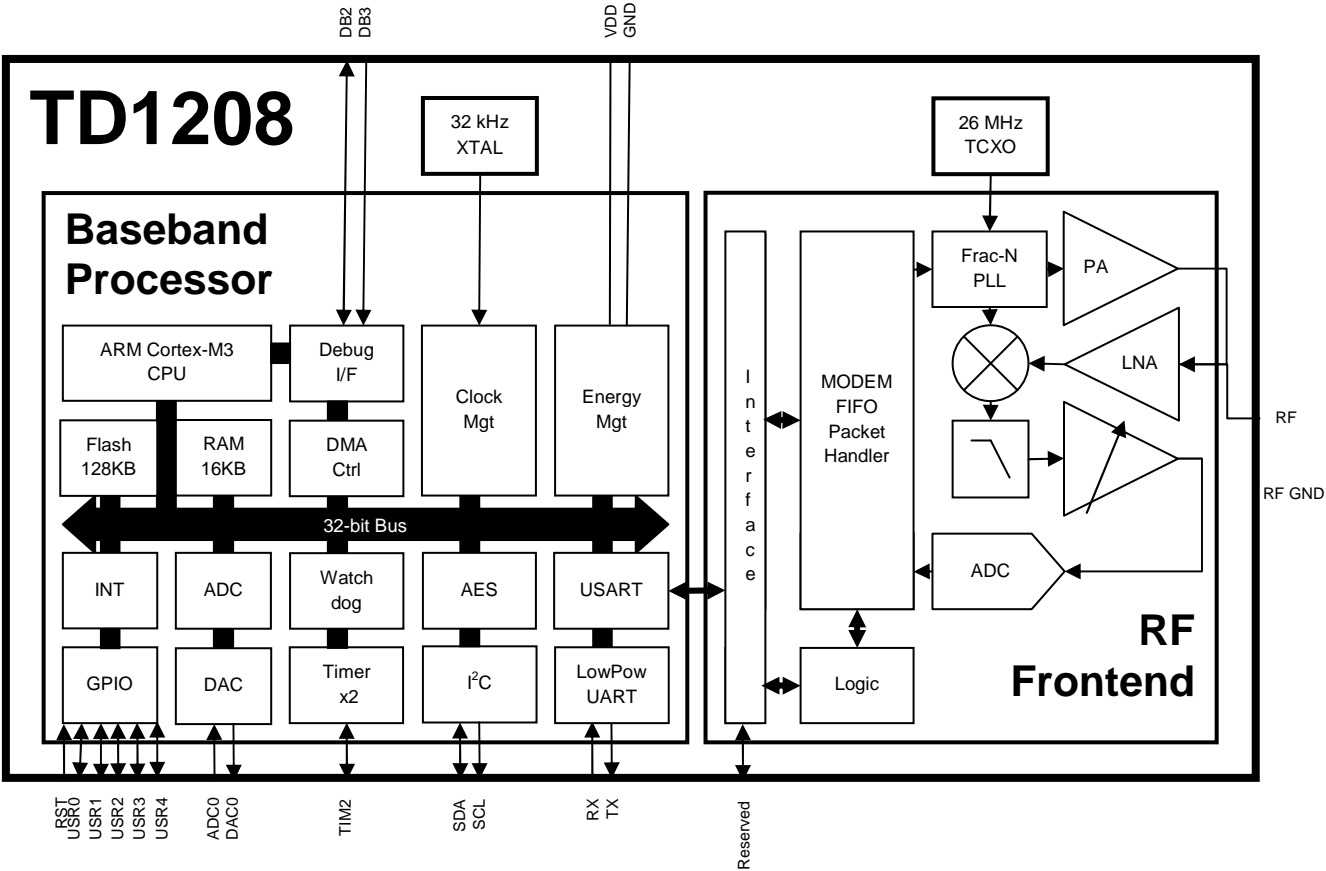 DB2
DB3
VDD
GND
TD1208
32 kHz
XTAL
26 MHz
TCXO
Baseband
Processor
ARM Cortex-M3
CPU
Debug
I/F
Clock
Mgt
Energy
Mgt
Flash
128KB
RAM
16KB
DMA
Ctrl
32-bit Bus
INT
ADC
Watch
dog
AES
USART
GPIO
DAC
Timer
x2
I²C
LowPow
UART
Interface
MODEM
FIFO
Packet
Handler
Logic
Frac-N
PLL
PA
LNA
ADC
RF
Frontend
RF
RF GND
RST
USR0
USR1
USR2
USR3
USR4
ADC0
DAC0
TIM2
SDA
SCL
RX
TX
Reserved